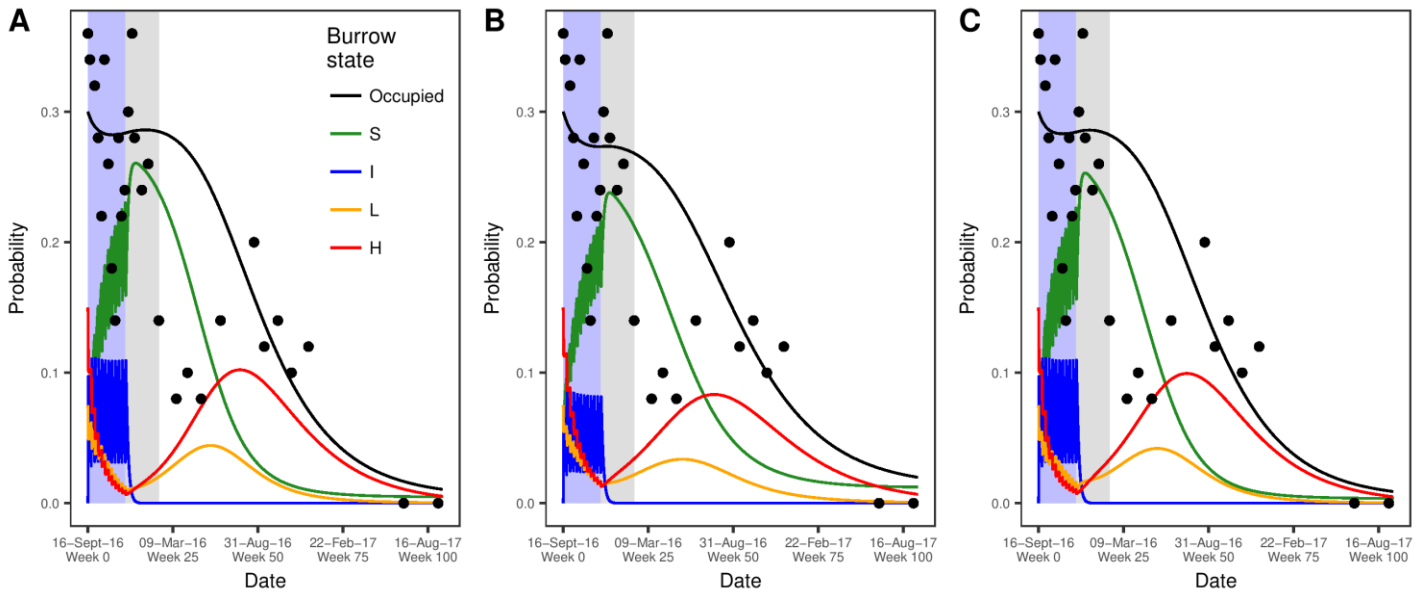 A
Probability
0.3
0.2
0.1
0.0
Burrow
state
Occupied
S
I
L
H
16–Sept–16 09–Mar–16 31–Aug–16 22–Feb–17 16–Aug–17
Week 0 Week 25 Week 50 Week 75 Week 100
Date
B
Probability
0.3
0.2
0.1
0.0
16–Sept–16 09–Mar–16 31–Aug–16 22–Feb–17 16–Aug–17
Week 0 Week 25 Week 50 Week 75 Week 100
Date
C
Probability
0.3
0.2
0.1
0.0
16–Sept–16 09–Mar–16 31–Aug–16 22–Feb–17 16–Aug–17
Week 0 Week 25 Week 50 Week 75 Week 100
Date